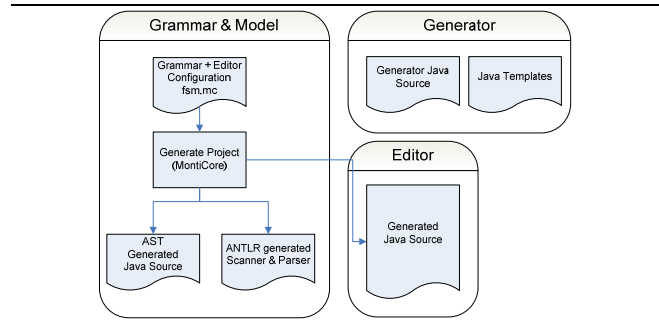 Grammar & Model
Grammar + Editor
Configuration
fsm.mc
Generate Project
(MontiCore)
AST
Generated
Java Source
ANTLR generated
Scanner & Parser
Generator
Generator Java
Source
Java Templates
Editor
Generated
Java Source